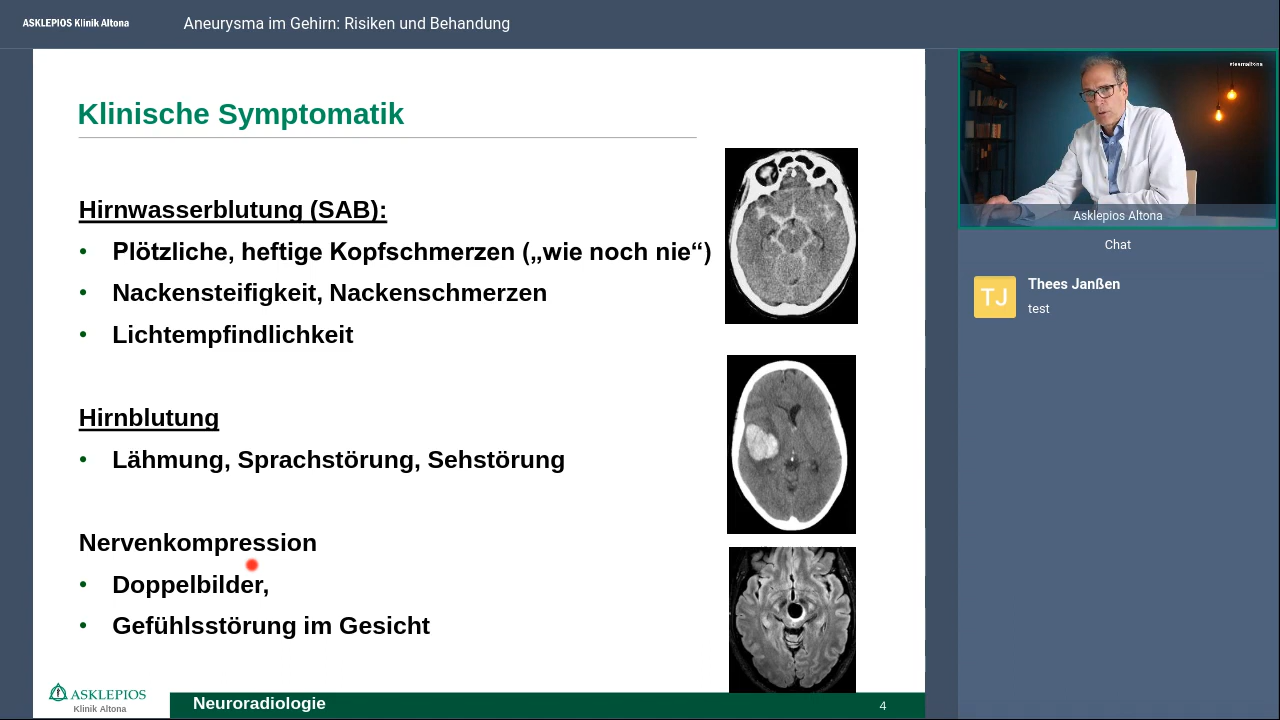 ASKLEPIOS Klinik Altona
Aneurysma im Gehirn: Risiken und Behandung
Klinische Symptomatik
Hirnwasserblutung (SAB):
• Plötzliche, heftige Kopfschmerzen („wie noch nie“)
• Nackensteifigkeit, Nackenschmerzen
• Lichtempfindlichkeit
Hirnblutung
• Lähmung, Sprachstörung, Sehstörung
Nervenkompression
• Doppelbilder,
• Gefühlsstörung im Gesicht
ASKLEPIOS
Klinik Altona
Neuroradiologie
4
#teamaltona
Asklepios Altona
Chat
TJ
Thees Janßen
test